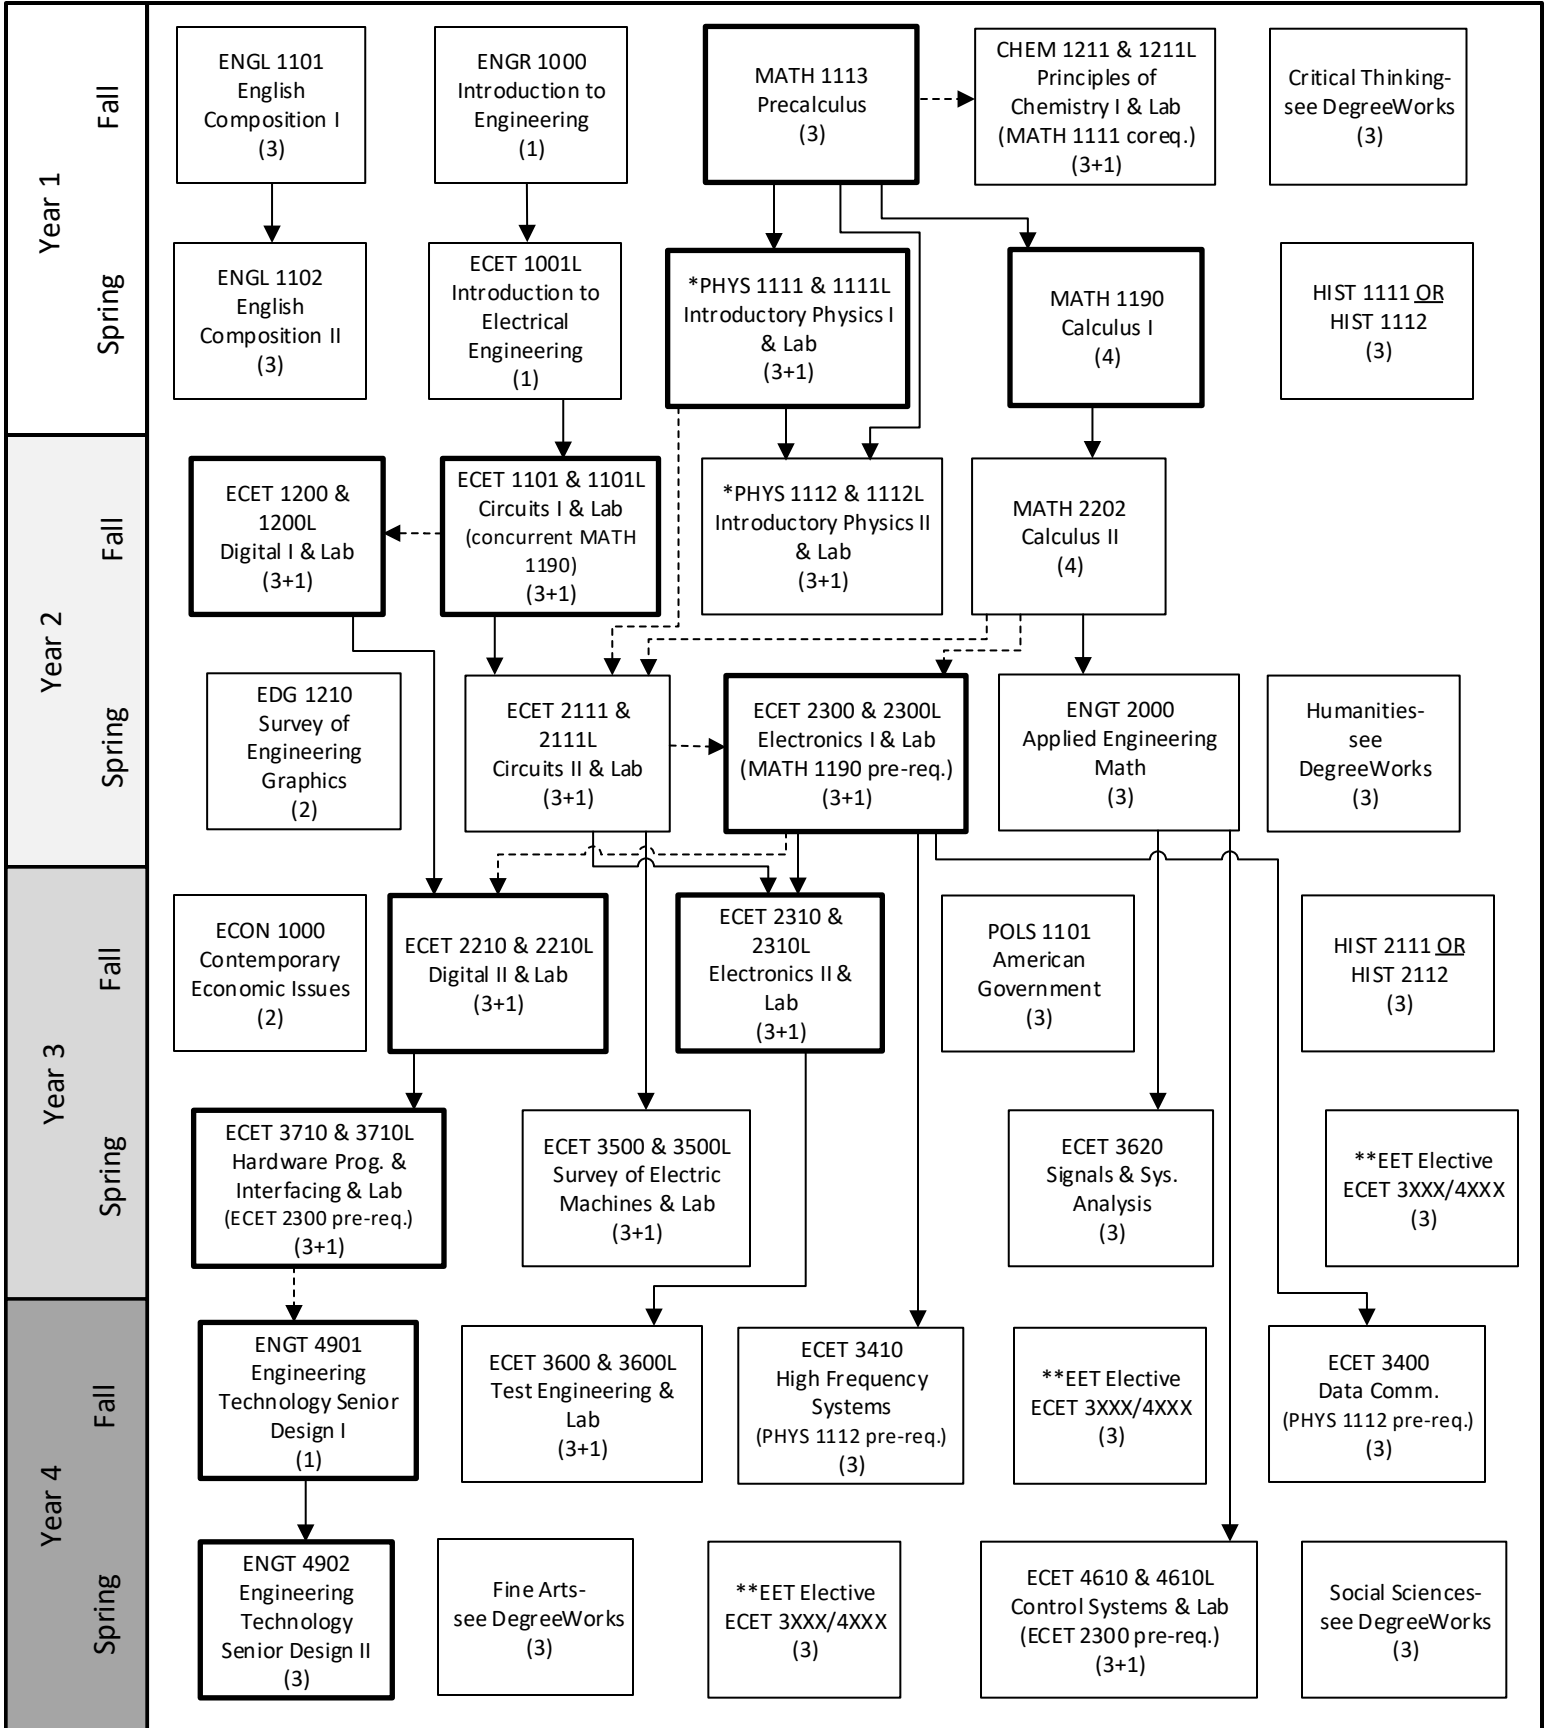 Year 1
Fall
ENGL 1101
English
Composition I
(3)
ENGR 1000
Introduction to
Engineering
(1)
MATH 1113
Precalculus
(3)
CHEM 1211 & 1211L
Principles of
Chemistry I & Lab
(MATH 1111 coreq.)
(3+1)
Critical Thinking-
see DegreeWorks
(3)
Spring
ENGL 1102
English
Composition II
(3)
ECET 1001L
Introduction to
Electrical
Engineering
(1)
*PHYS 1111 & 1111L
Introductory Physics I
& Lab
(3+1)
MATH 1190
Calculus I
(4)
HIST 1111 OR
HIST 1112
(3)
Year 2
Fall
ECET 1200 &
1200L
Digital I & Lab
(3+1)
ECET 1101 & 1101L
Circuits I & Lab
(concurrent MATH
1190)
(3+1)
*PHYS 1112 & 1112L
Introductory Physics II
& Lab
(3+1)
MATH 2202
Calculus II
(4)
Spring
EDG 1210
Survey of
Engineering
Graphics
(2)
ECET 2111 &
2111L
Circuits II & Lab
(3+1)
ECET 2300 & 2300L
Electronics I & Lab
(MATH 1190 pre-req.)
(3+1)
ENGT 2000
Applied Engineering
Math
(3)
Humanities-
see
DegreeWorks
(3)
Year 3
Fall
ECON 1000
Contemporary
Economic Issues
(2)
ECET 2210 & 2210L
Digital II & Lab
(3+1)
ECET 2310 &
2310L
Electronics II &
Lab
(3+1)
POLS 1101
American
Government
(3)
HIST 2111 OR
HIST 2112
(3)
Spring
ECET 3710 & 3710L
Hardware Prog. &
Interfacing & Lab
(ECET 2300 pre-req.)
(3+1)
ECET 3500 & 3500L
Survey of Electric
Machines & Lab
(3+1)
ECET 3620
Signals & Sys.
Analysis
(3)
**EET Elective
ECET 3XXX/4XXX
(3)
Year 4
Fall
ENGT 4901
Engineering
Technology Senior
Design I
(1)
ECET 3600 & 3600L
Test Engineering &
Lab
(3+1)
ECET 3410
High Frequency
Systems
(PHYS 1112 pre-req.)
(3)
**EET Elective
ECET 3XXX/4XXX
(3)
ECET 3400
Data Comm.
(PHYS 1112 pre-req.)
(3)
Spring
ENGT 4902
Engineering
Technology
Senior Design II
(3)
Fine Arts-
see DegreeWorks
(3)
**EET Elective
ECET 3XXX/4XXX
(3)
ECET 4610 & 4610L
Control Systems & Lab
(ECET 2300 pre-req.)
(3+1)
Social Sciences-
see DegreeWorks
(3)